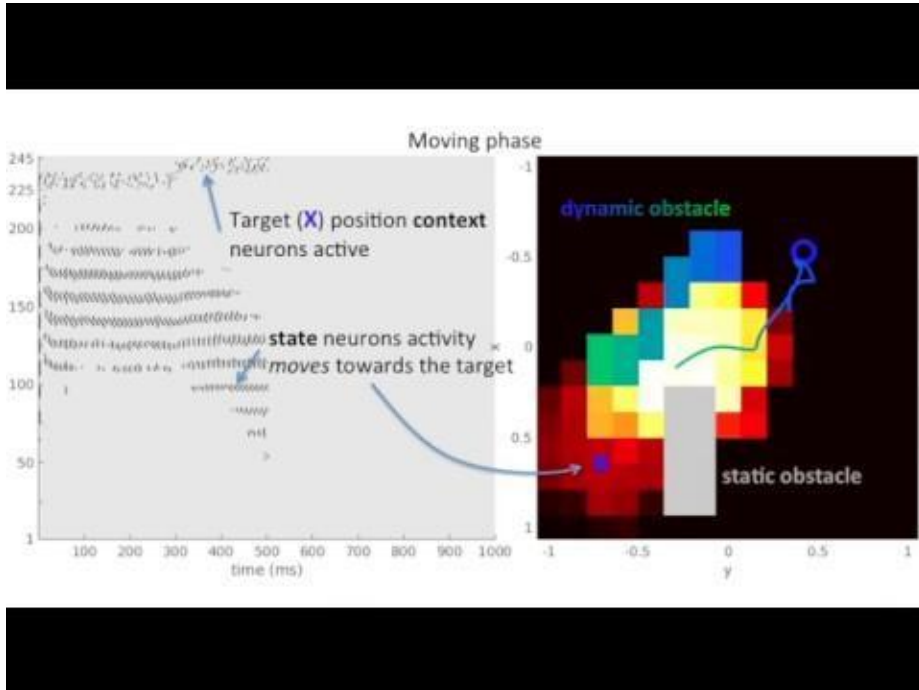 Moving phase
245
225
200
150
100
50
1
100 200 300 400 500 600 700 800 900 1000
time (ms)
Target (X) position context
neurons active
state neurons activity
moves towards the target
-1
-0.5
0
0.5
1
x
dynamic obstacle
static obstacle
X
-1 -0.5 0 0.5 1
y